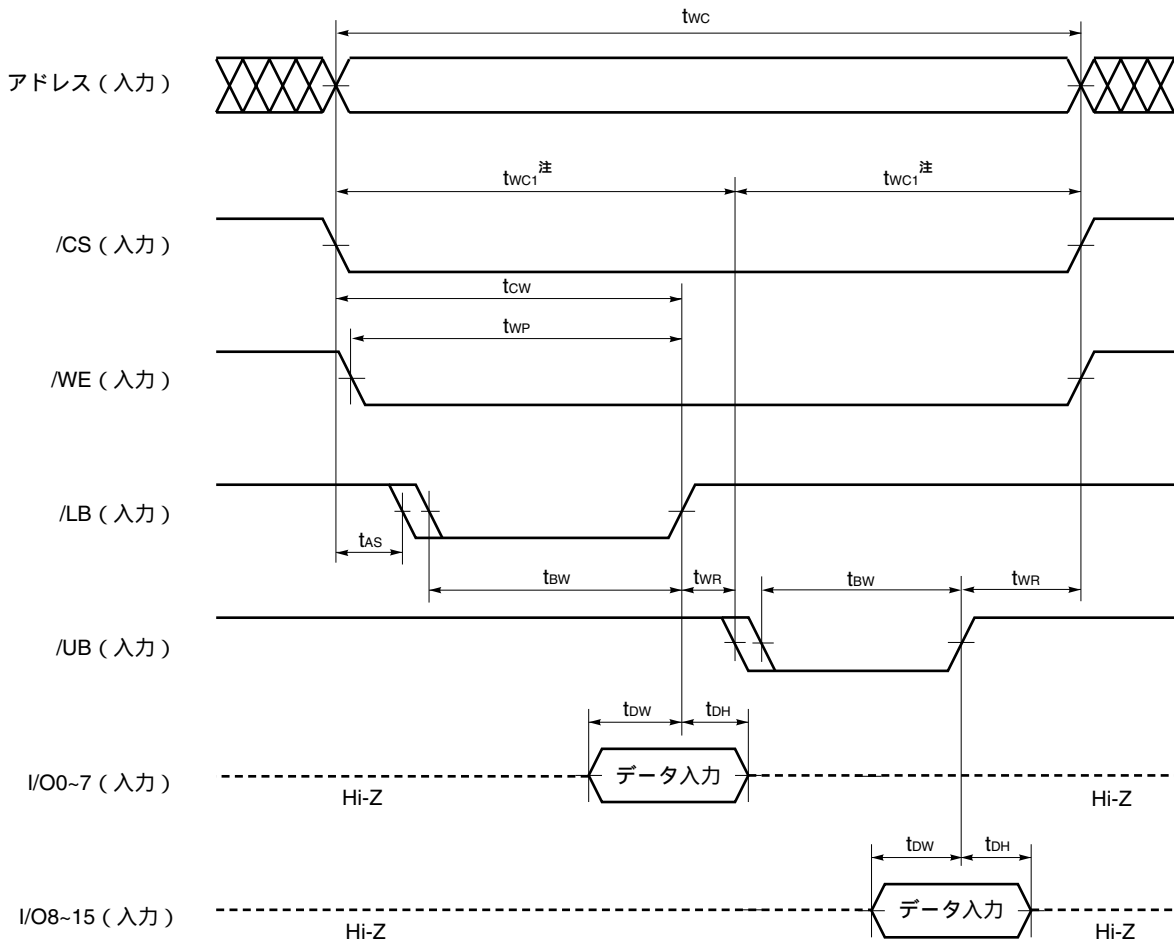 tWC
アドレス（入力）
tWC1注 tWC1注
/CS（入力）
tCW
tWP
/WE（入力）
/LB（入力）
tAS
tBW tWR tBW tWR
/UB（入力）
tDW tDH
I/O0~7（入力） データ入力
Hi-Z Hi-Z
tDW tDH
I/O8~15（入力） データ入力
Hi-Z Hi-Z